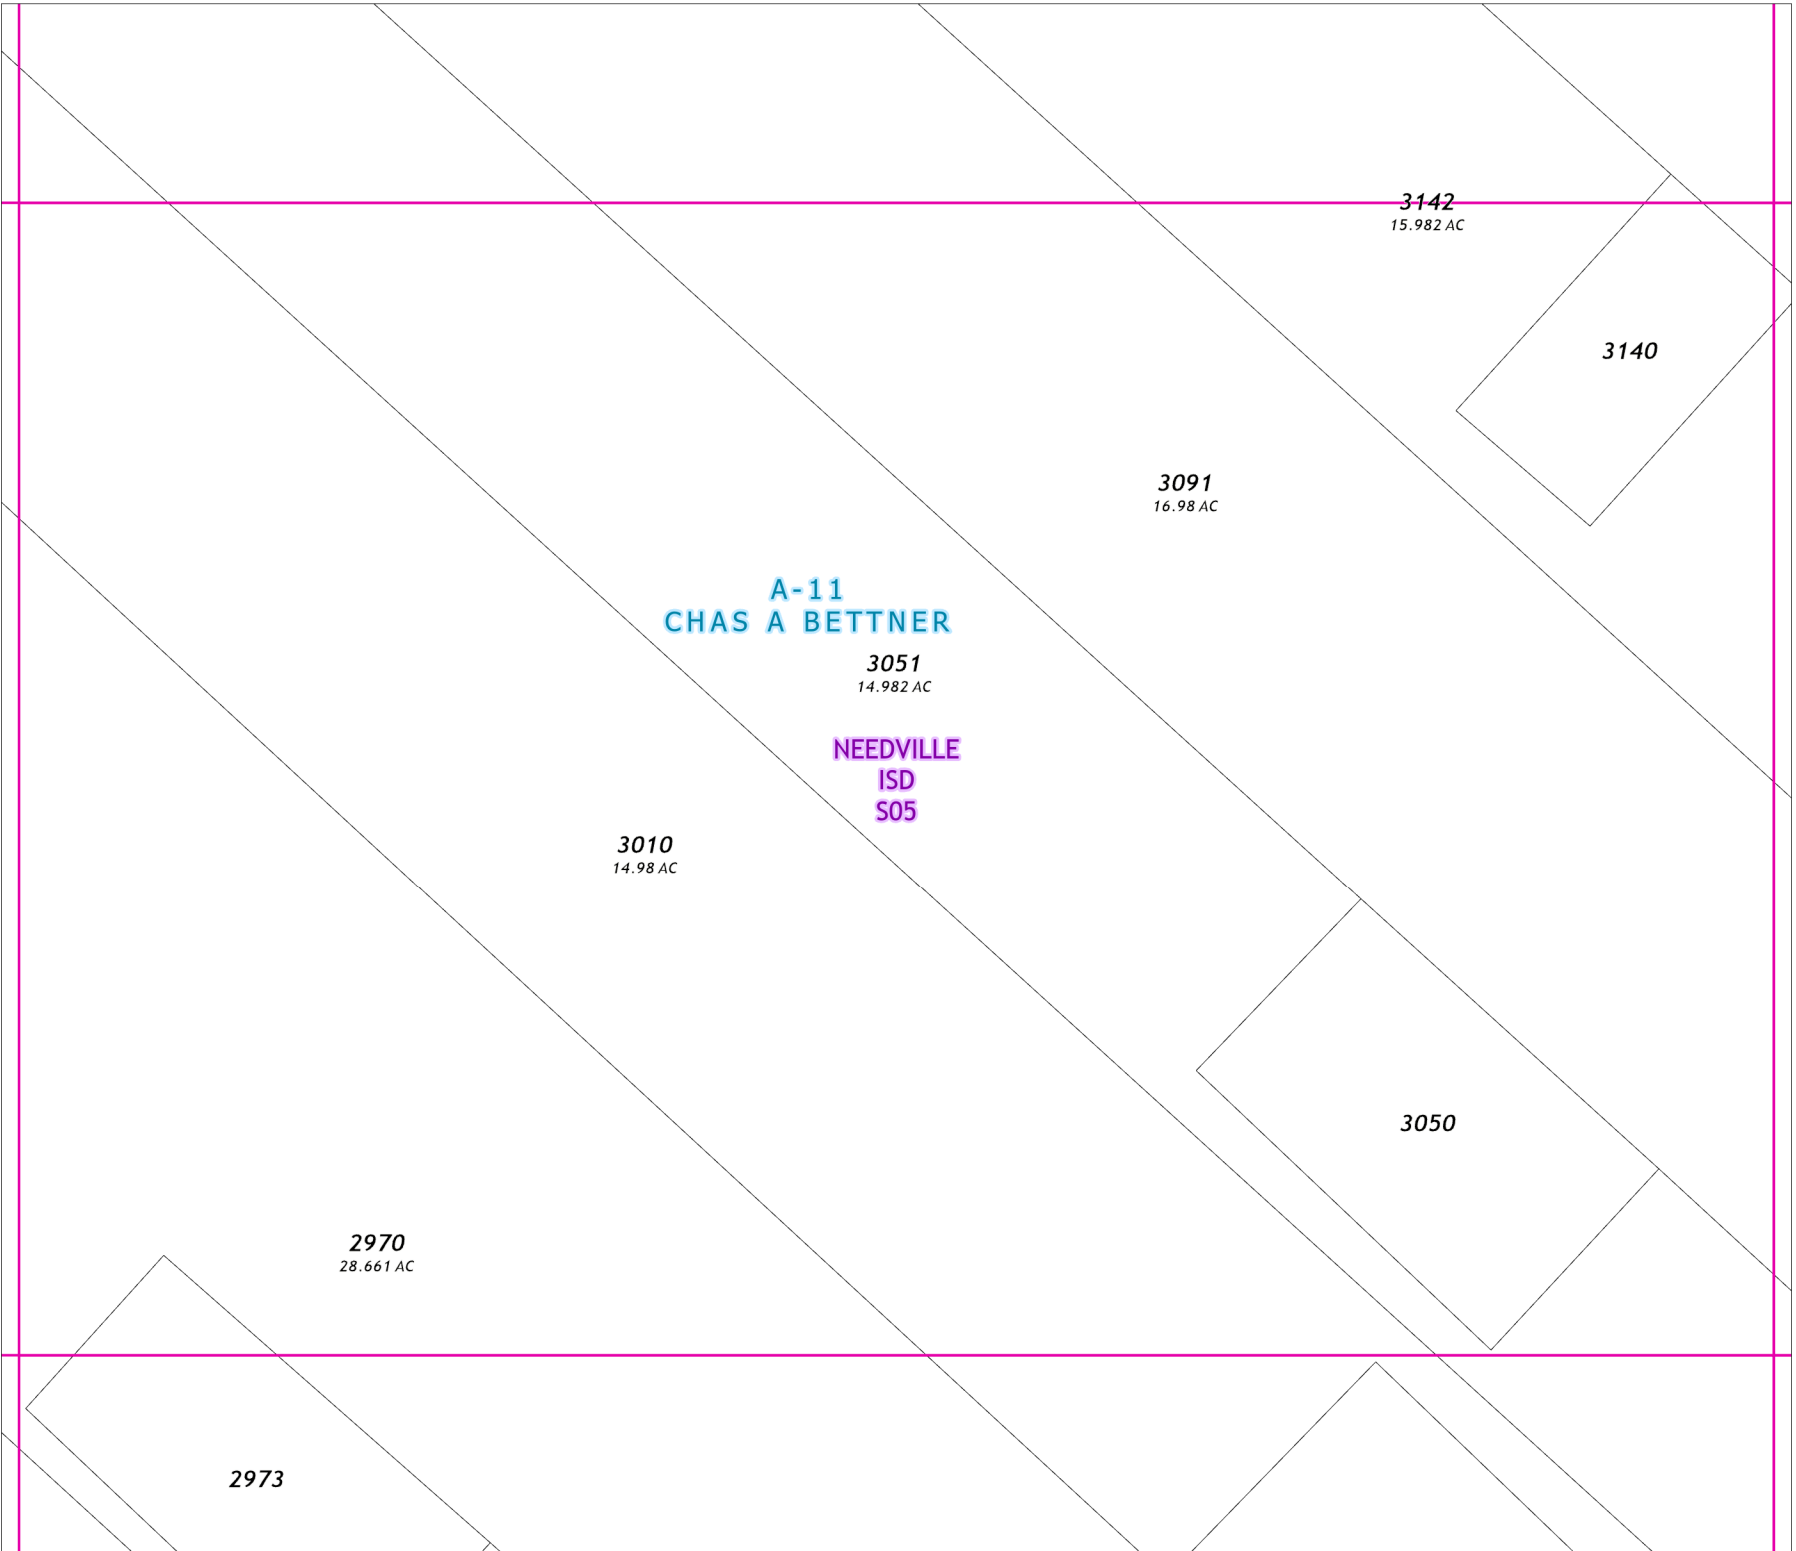 3142
15.982 AC
3140
3091
16.98 AC
A-11
CHAS A BETTNER
3051
14.982 AC
NEEDVILLE
ISD
S05
3010
14.98 AC
3050
2970
28.661 AC
2973